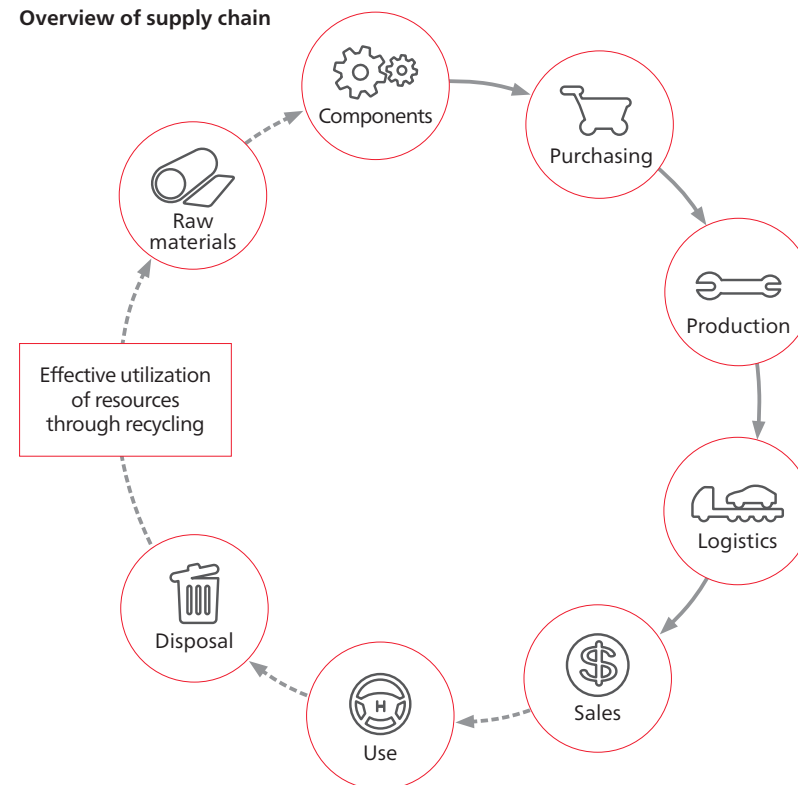 Overview of supply chain
Components
Purchasing
Production
Logistics
Sales
H
Use
Disposal
Effective utilization
of resources
through recycling
Raw
materials